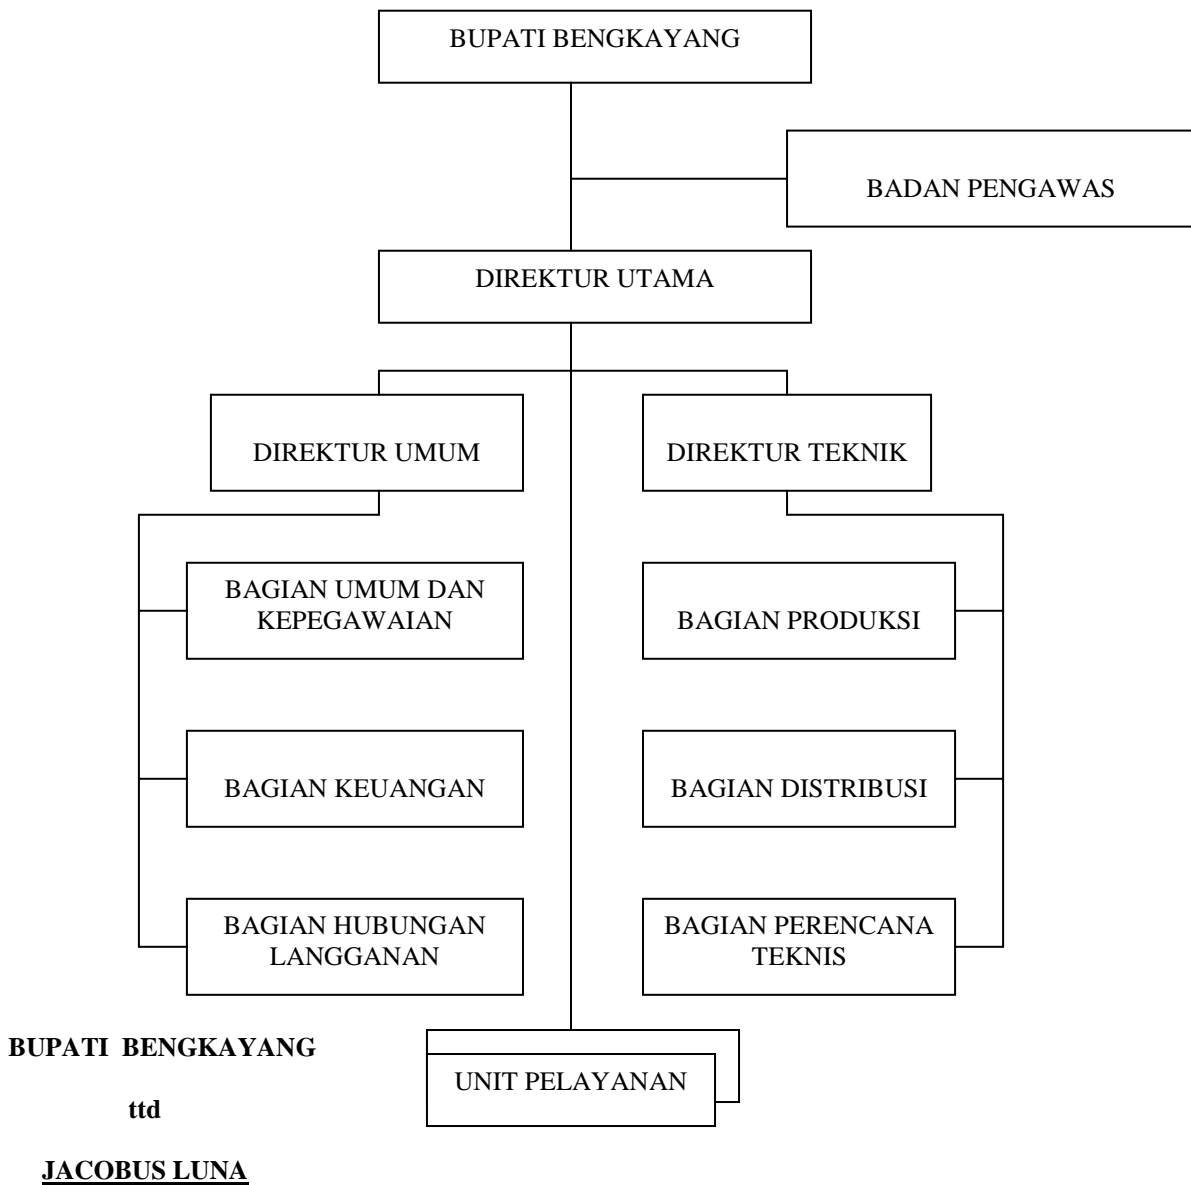 BUPATI BENGKAYANG
BADAN PENGAWAS
DIREKTUR UTAMA
DIREKTUR UMUM
DIREKTUR TEKNIK
BAGIAN UMUM DAN
KEPEGAWAIAN
BAGIAN PRODUKSI
BAGIAN KEUANGAN
BAGIAN DISTRIBUSI
BAGIAN HUBUNGAN
LANGGANAN
BAGIAN PERENCANA
TEKNIS
UNIT PELAYANAN
BUPATI BENGKAYANG
ttd
JACOBUS LUNA